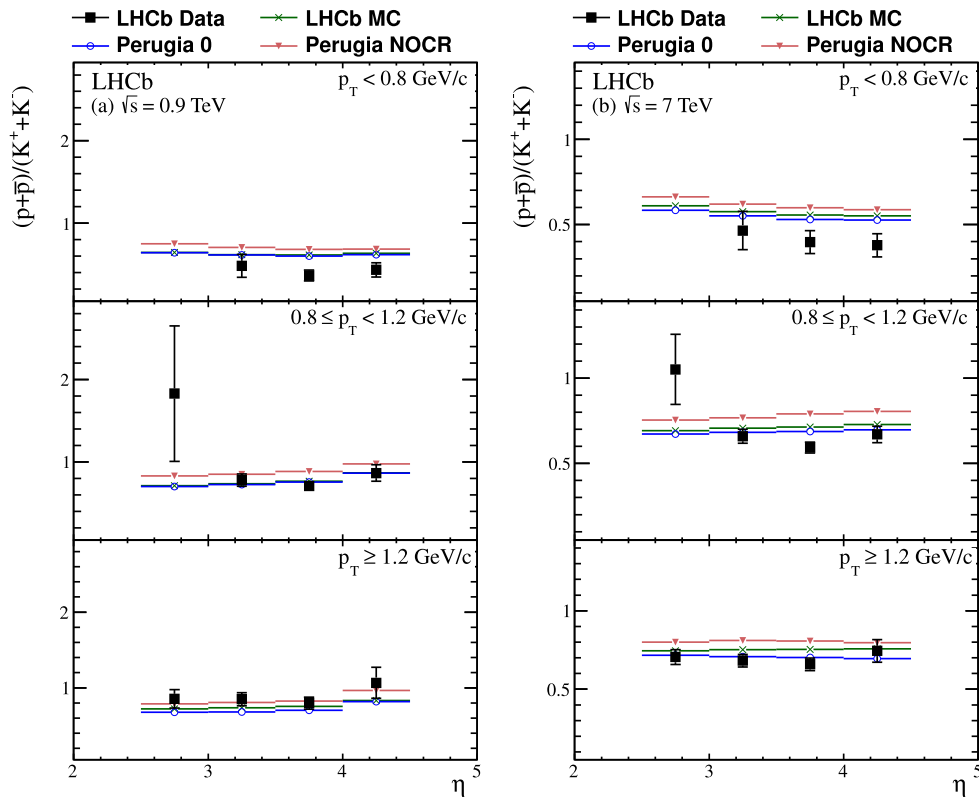 LHCb Data
LHCb MC
Perugia 0
Perugia NOCR
LHCb
(a) √s = 0.9 TeV
p_T < 0.8 GeV/c
(p+p̅)/(K⁺+K⁻)
2
1
0.8 ≤ p_T < 1.2 GeV/c
2
1
p_T ≥ 1.2 GeV/c
2
1
2 3 4 5
η
LHCb Data
LHCb MC
Perugia 0
Perugia NOCR
LHCb
(b) √s = 7 TeV
p_T < 0.8 GeV/c
(p+p̅)/(K⁺+K⁻)
1
0.5
0.8 ≤ p_T < 1.2 GeV/c
1
0.5
p_T ≥ 1.2 GeV/c
1
0.5
2 3 4 5
η